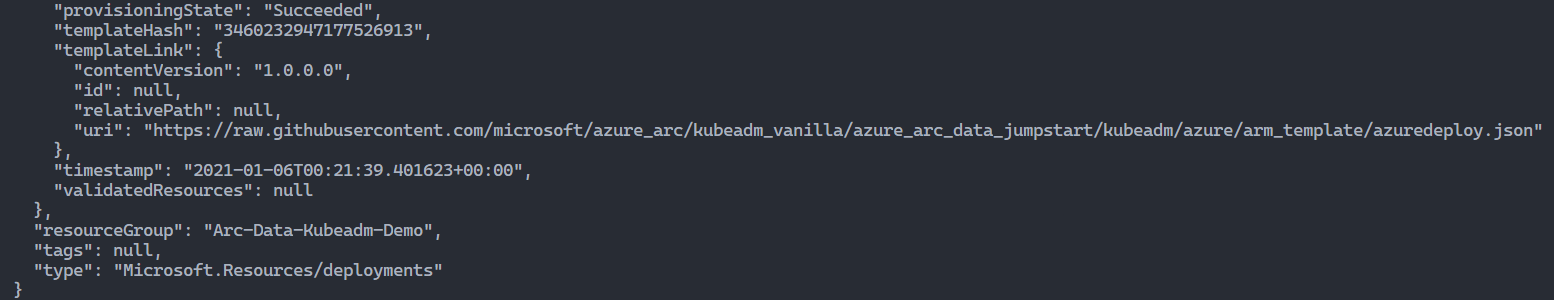 "provisioningState": "Succeeded",
"templateHash": "3460232947177526913",
"templateLink": {
"contentVersion": "1.0.0.0",
"id": null,
"relativePath": null,
"uri": "https://raw.githubusercontent.com/microsoft/azure_arc/kubeadm_vanilla/azure_arc_data_jumpstart/kubeadm/azure/arm_template/azuredeploy.json"
},
"timestamp": "2021-01-06T00:21:39.401623+00:00",
"validatedResources": null
},
"resourceGroup": "Arc-Data-Kubeadm-Demo",
"tags": null,
"type": "Microsoft.Resources/deployments"
}